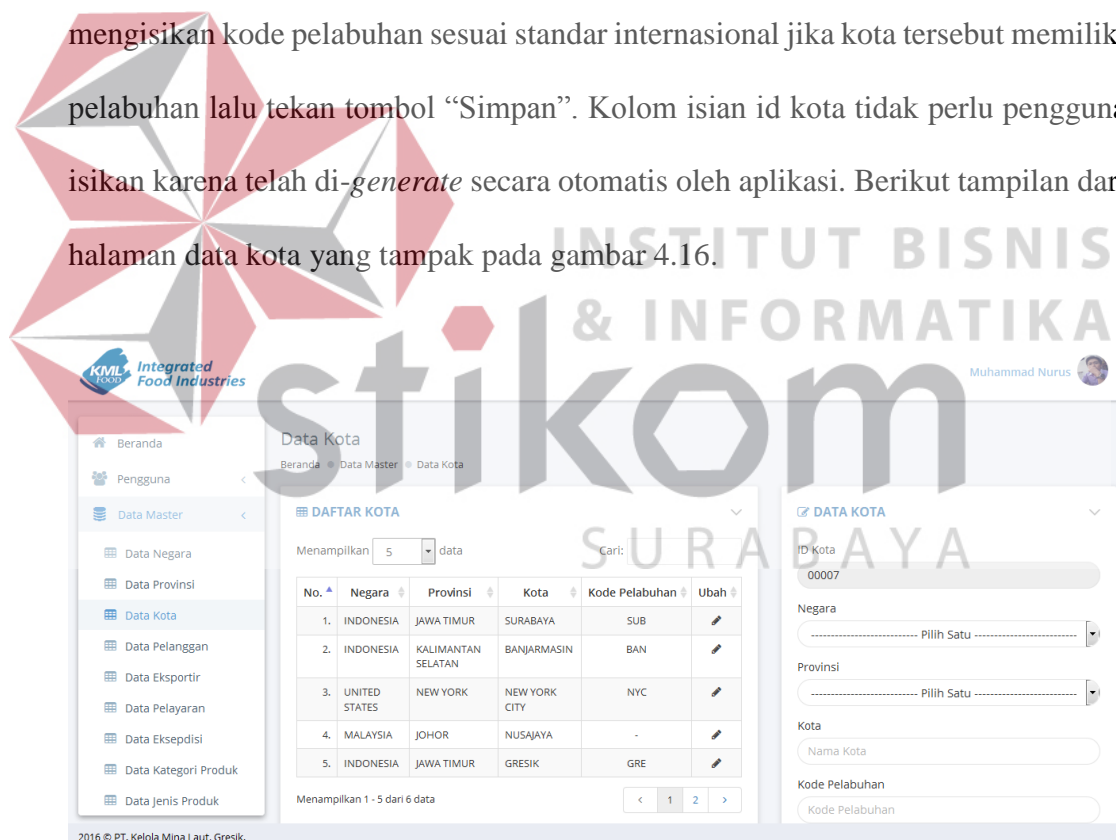 mengisikan kode pelabuhan sesuai standar internasional jika kota tersebut memilik
pelabuhan lalu tekan tombol “Simpan”. Kolom isian id kota tidak perlu pengguna
isikan karena telah di-generate secara otomatis oleh aplikasi. Berikut tampilan dar
halaman data kota yang tampak pada gambar 4.16.
INSTITUT BISNIS
& INFORMATIKA
stikom
SURABAYA
KML FOOD
Integrated
Food Industries
Muhammad Nurus
Beranda
Pengguna
Data Master
Data Negara
Data Provinsi
Data Kota
Data Pelanggan
Data Eksportir
Data Pelayaran
Data Eksepdisi
Data Kategori Produk
Data Jenis Produk
Data Kota
Beranda Data Master Data Kota
DAFTAR KOTA
Menampilkan 5 data Cari:
No. Negara Provinsi Kota Kode Pelabuhan Ubah
1. INDONESIA JAWA TIMUR SURABAYA SUB
2. INDONESIA KALIMANTAN SELATAN BANJARMASIN BAN
3. UNITED STATES NEW YORK NEW YORK CITY NYC
4. MALAYSIA JOHOR NUSAJAYA -
5. INDONESIA JAWA TIMUR GRESIK GRE
Menampilkan 1 - 5 dari 6 data < 1 2 >
DATA KOTA
ID Kota
00007
Negara
-------------------------- Pilih Satu --------------------------
Provinsi
-------------------------- Pilih Satu --------------------------
Kota
Nama Kota
Kode Pelabuhan
Kode Pelabuhan
2016 © PT. Kelola Mina Laut, Gresik.